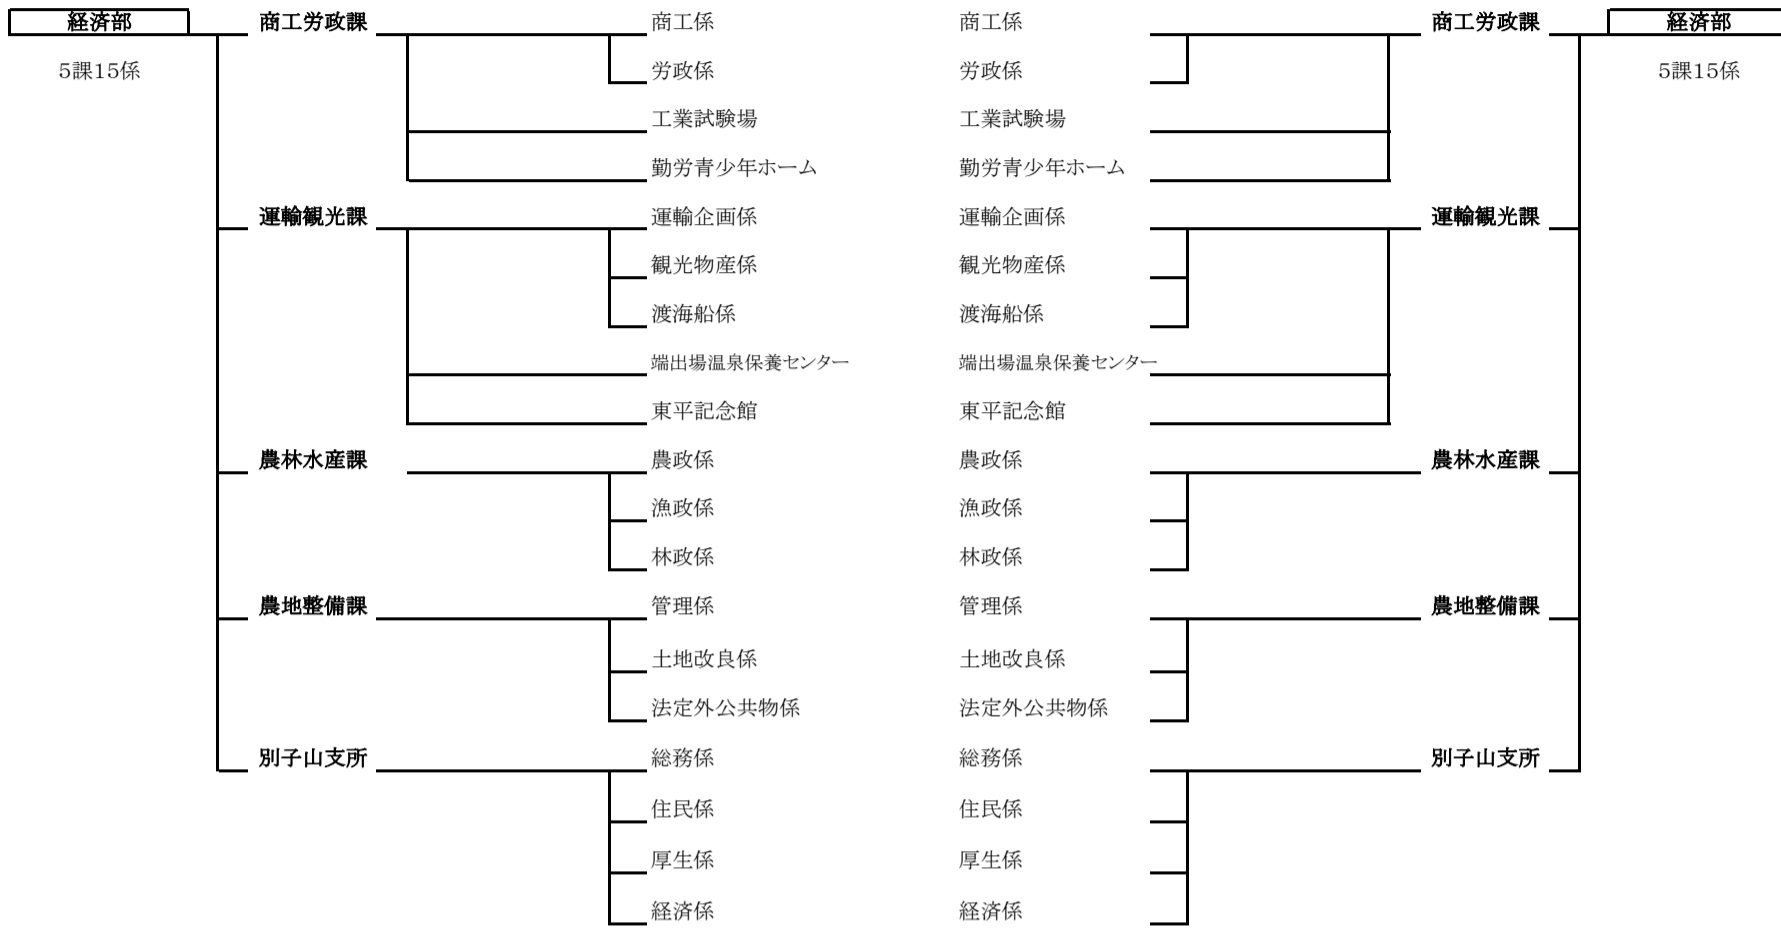 経済部 商工労政課 商工係 商工係 商工労政課 経済部
5課15係 労政係 労政係 5課15係
工業試験場 工業試験場
勤労青少年ホーム 勤労青少年ホーム
運輸観光課 運輸企画係 運輸企画係 運輸観光課
観光物産係 観光物産係
渡海船係 渡海船係
端出場温泉保養センター 端出場温泉保養センター
東平記念館 東平記念館
農林水産課 農政係 農政係 農林水産課
漁政係 漁政係
林政係 林政係
農地整備課 管理係 管理係 農地整備課
土地改良係 土地改良係
法定外公共物係 法定外公共物係
別子山支所 総務係 総務係 別子山支所
住民係 住民係
厚生係 厚生係
経済係 経済係